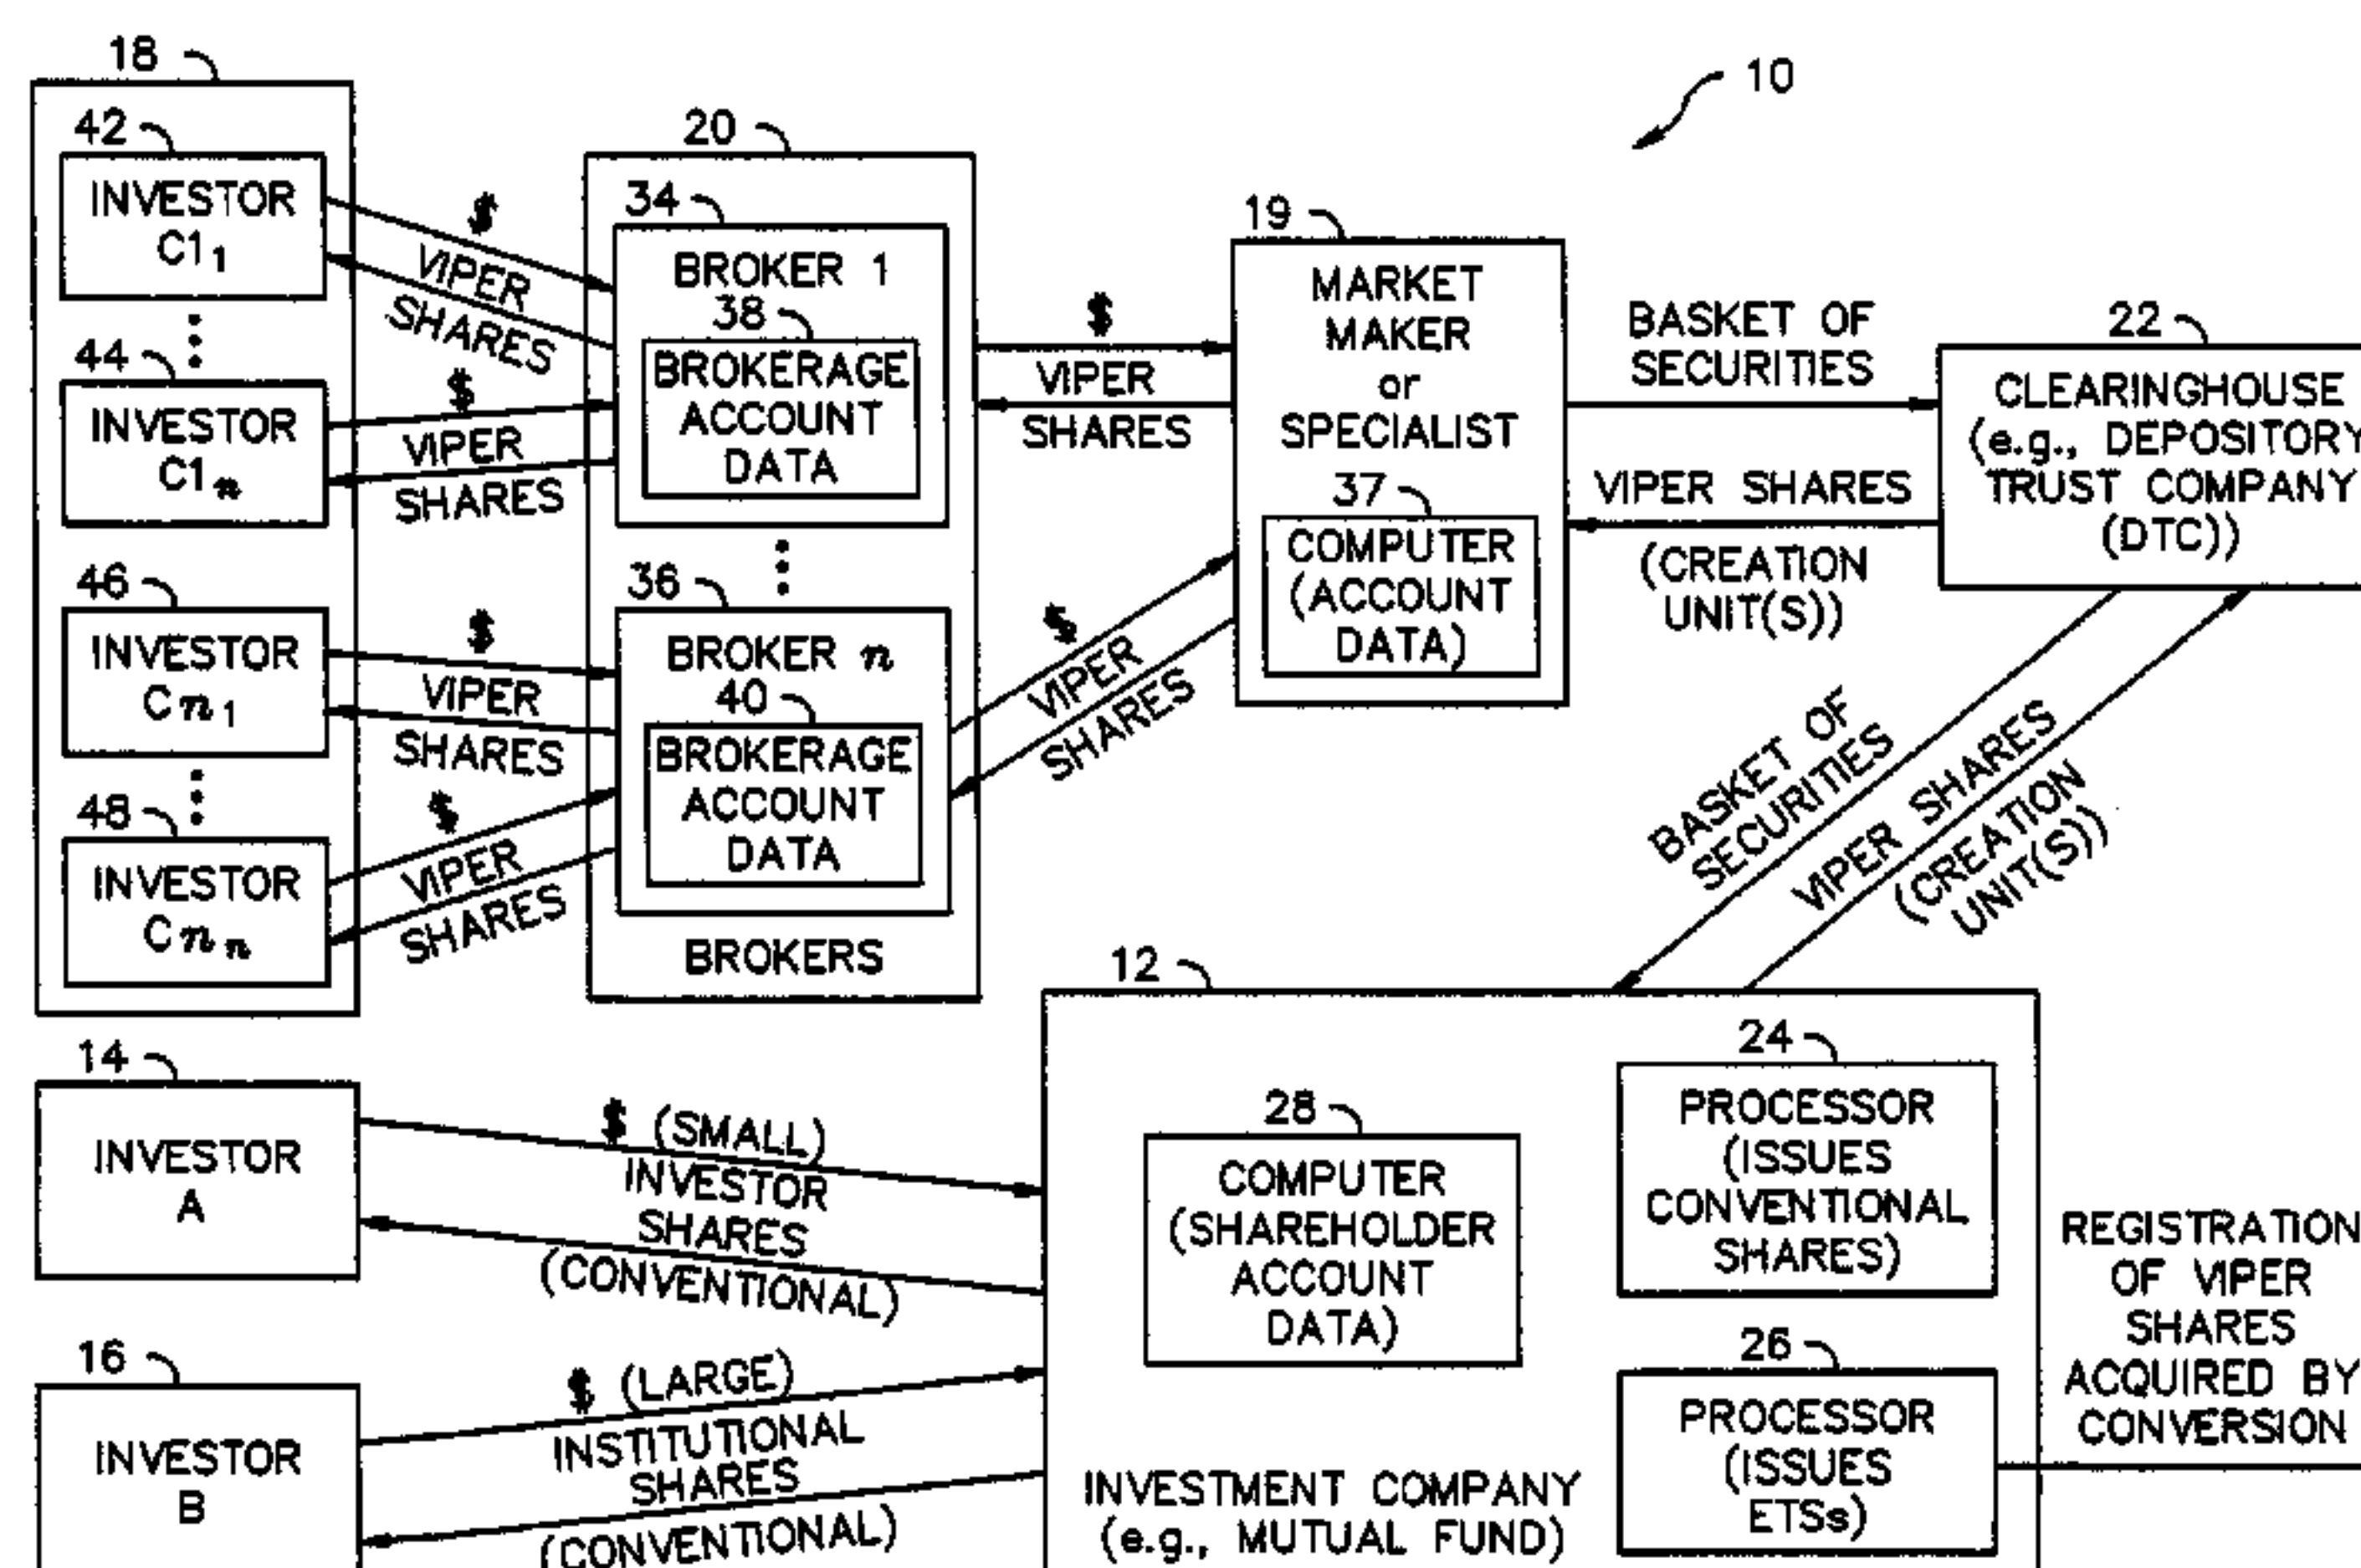 18
10
42
INVESTOR
C1₁
44
INVESTOR
C1ₙ
46
INVESTOR
Cn₁
48
INVESTOR
Cnₙ
$
VIPER
SHARES
$
VIPER
SHARES
$
VIPER
SHARES
$
VIPER
SHARES
20
34
BROKER 1
38
BROKERAGE
ACCOUNT
DATA
36
BROKER n
40
BROKERAGE
ACCOUNT
DATA
BROKERS
$
VIPER
SHARES
$
VIPER
SHARES
19
MARKET
MAKER
or
SPECIALIST
37
COMPUTER
(ACCOUNT
DATA)
BASKET OF
SECURITIES
VIPER SHARES
(CREATION
UNIT(S))
22
CLEARINGHOUSE
(e.g., DEPOSITORY
TRUST COMPANY
(DTC))
BASKET OF
SECURITIES
VIPER SHARES
(CREATION
UNIT(S))
14
INVESTOR
A
$ (SMALL)
INVESTOR
SHARES
(CONVENTIONAL)
16
INVESTOR
B
$ (LARGE)
INSTITUTIONAL
SHARES
(CONVENTIONAL)
12
28
COMPUTER
(SHAREHOLDER
ACCOUNT
DATA)
24
PROCESSOR
(ISSUES
CONVENTIONAL
SHARES)
26
PROCESSOR
(ISSUES
ETSs)
INVESTMENT COMPANY
(e.g., MUTUAL FUND)
REGISTRATION
OF VIPER
SHARES
ACQUIRED BY
CONVERSION